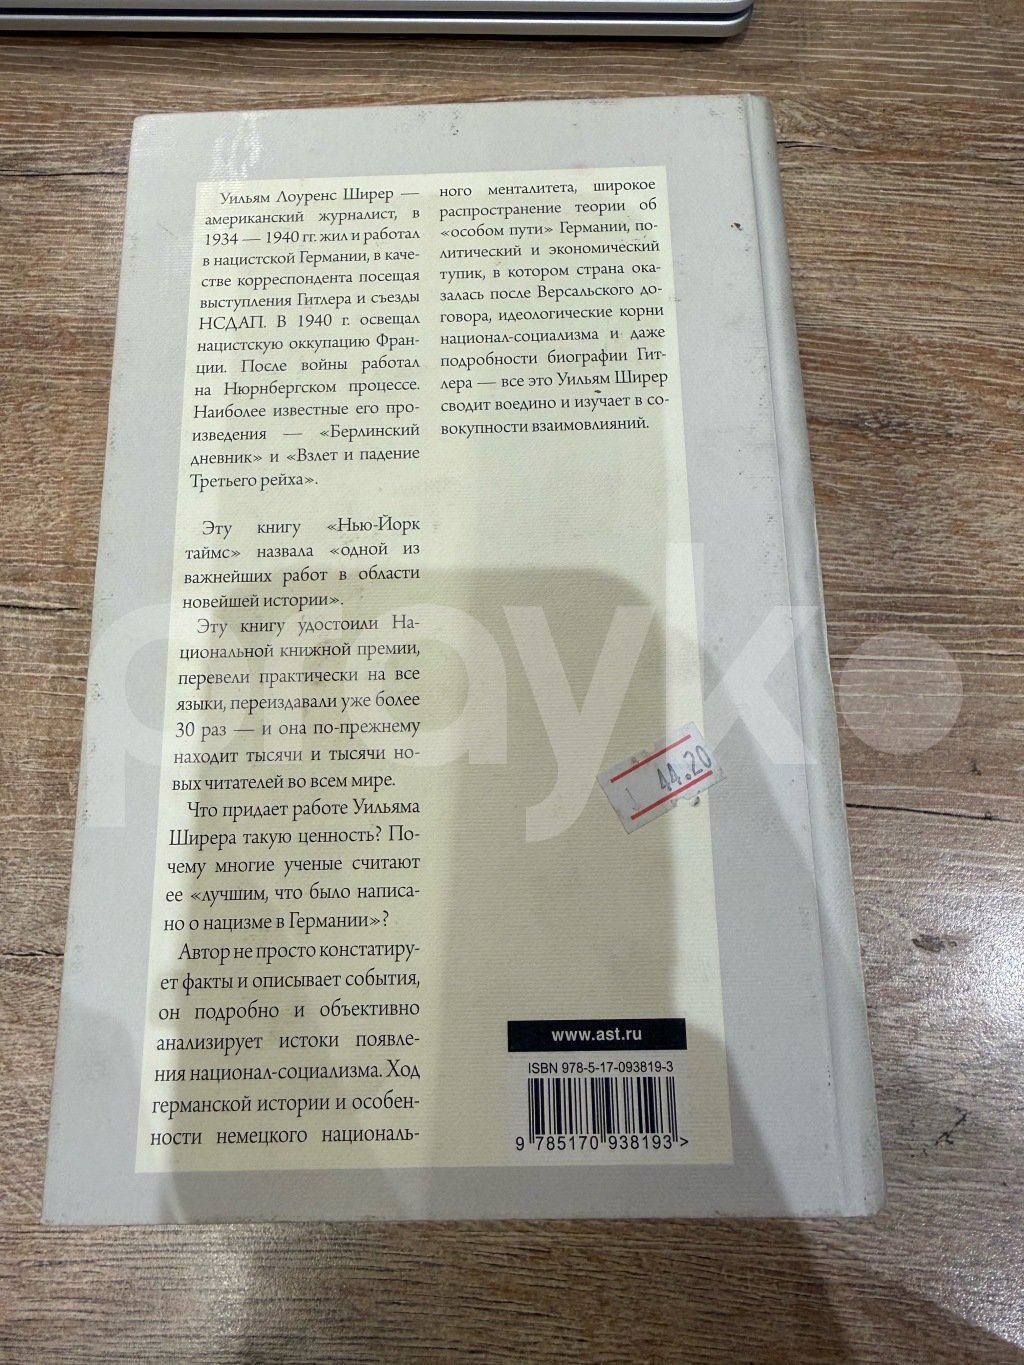 Уильям Лоуренс Ширер —
американский журналист, в
1934 — 1940 гг. жил и работал
в нацистской Германии, в каче-
стве корреспондента посещая
выступления Гитлера и съезды
НСДАП. В 1940 г. освещал
нацистскую оккупацию Фран-
ции. После войны работал
на Нюрнбергском процессе.
Наиболее известные его про-
изведения — «Берлинский
дневник» и «Взлет и падение
Третьего рейха».
Эту книгу «Нью-Йорк
таймс» назвала «одной из
важнейших работ в области
новейшей истории».
Эту книгу удостоили На-
циональной книжной премии,
перевели практически на все
языки, переиздавали уже более
30 раз — и она по-прежнему
находит тысячи и тысячи но-
вых читателей во всем мире.
Что придает работе Уильяма
Ширера такую ценность? По-
чему многие ученые считают
ее «лучшим, что было написа-
но о нацизме в Германии»?
Автор не просто констатиру-
ет факты и описывает события,
он подробно и объективно
анализирует истоки появле-
ния национал-социализма. Ход
германской истории и особен-
ности немецкого националь-
ного менталитета, широкое
распространение теории об
«особом пути» Германии, по-
литический и экономический
тупик, в котором страна ока-
залась после Версальского до-
говора, идеологические корни
национал-социализма и даже
подробности биографии Гит-
лера — все это Уильям Ширер
сводит воедино и изучает в со-
вокупности взаимовлияний.
44.20
www.ast.ru
ISBN 978-5-17-093819-3
9 785170 938193 >
prayk